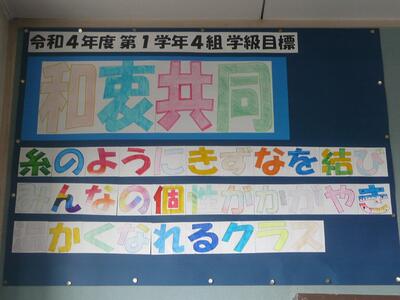 令和4年度 第1学年4組 学級目標
和衷共同
糸のようにきずなを結び
みんなの個性がかがやき
かくなれるクラス